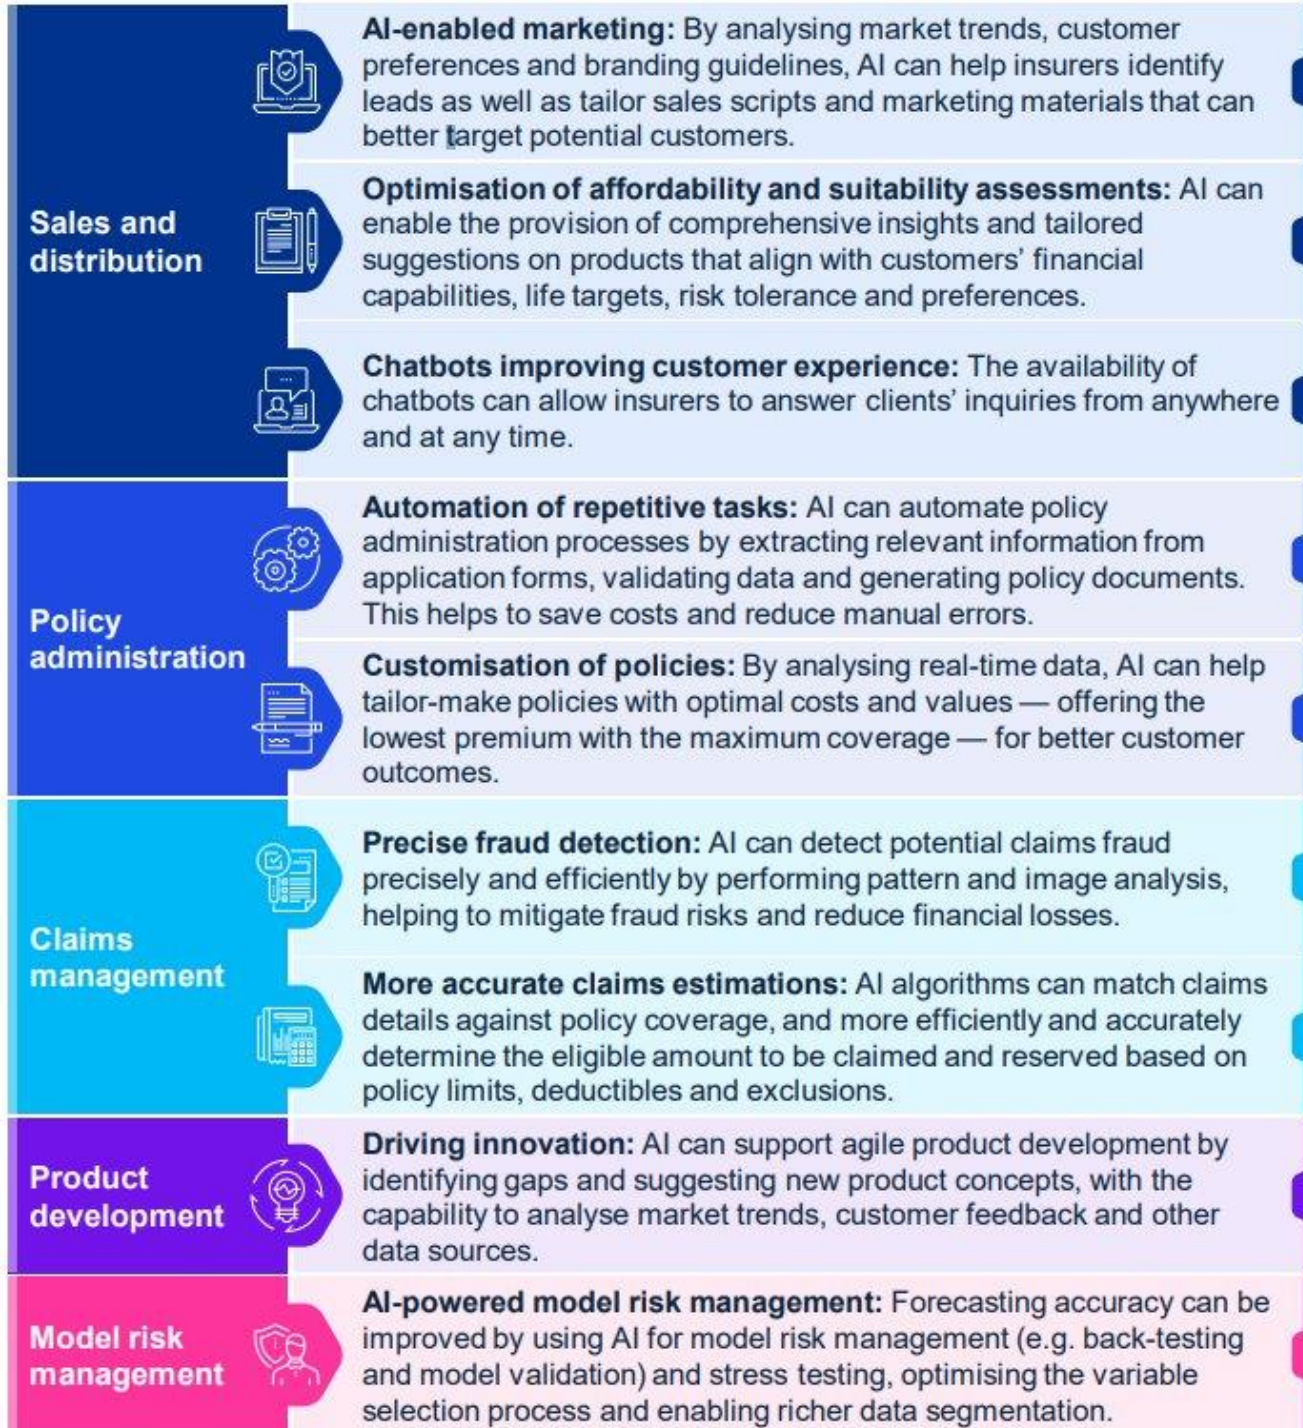 Sales and
distribution
AI-enabled marketing: By analysing market trends, customer
preferences and branding guidelines, AI can help insurers identify
leads as well as tailor sales scripts and marketing materials that can
better target potential customers.
Optimisation of affordability and suitability assessments: AI can
enable the provision of comprehensive insights and tailored
suggestions on products that align with customers’ financial
capabilities, life targets, risk tolerance and preferences.
Chatbots improving customer experience: The availability of
chatbots can allow insurers to answer clients’ inquiries from anywhere
and at any time.
Policy
administration
Automation of repetitive tasks: AI can automate policy
administration processes by extracting relevant information from
application forms, validating data and generating policy documents.
This helps to save costs and reduce manual errors.
Customisation of policies: By analysing real-time data, AI can help
tailor-make policies with optimal costs and values — offering the
lowest premium with the maximum coverage — for better customer
outcomes.
Claims
management
Precise fraud detection: AI can detect potential claims fraud
precisely and efficiently by performing pattern and image analysis,
helping to mitigate fraud risks and reduce financial losses.
More accurate claims estimations: AI algorithms can match claims
details against policy coverage, and more efficiently and accurately
determine the eligible amount to be claimed and reserved based on
policy limits, deductibles and exclusions.
Product
development
Driving innovation: AI can support agile product development by
identifying gaps and suggesting new product concepts, with the
capability to analyse market trends, customer feedback and other
data sources.
Model risk
management
AI-powered model risk management: Forecasting accuracy can be
improved by using AI for model risk management (e.g. back-testing
and model validation) and stress testing, optimising the variable
selection process and enabling richer data segmentation.